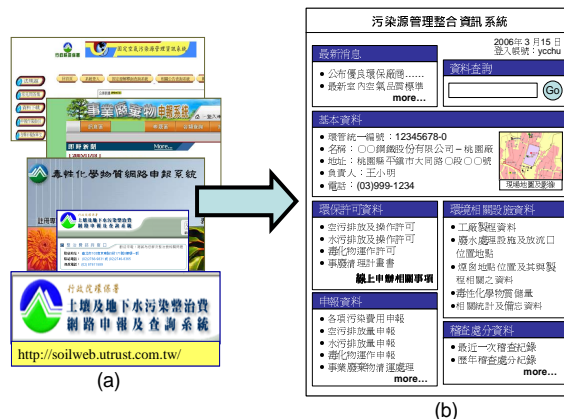 固定空氣污染源管理資訊系統
事業廢棄物申報系統
即時新聞
More...
毒性化學物質網路申報系統
行政院環保署
土壤及地下水污染整治費
網路申報及查詢系統
http://soilweb.utrust.com.tw/
(a)
污染源管理整合資訊系統
2006年3月15日
登入帳號：ycchu
最新消息
• 公布優良環保廠商……
• 最新室內空氣品質標準
more...
資料查詢
Go
基本資料
• 環管統一編號：12345678-0
• 名稱：○○鋼鐵股份有限公司－桃園廠
• 地址：桃園縣平鎮市大同路○段○○號
• 負責人：王小明
• 電話：(03)999-1234
現場地圖及影像
環保許可資料
• 空污排放及操作許可
• 水污排放及操作許可
• 毒化物運作許可
• 事廢清理計畫書
線上申辦相關事項
申報資料
• 各項污染費用申報
• 空污排放量申報
• 水污排放量申報
• 毒化物運作申報
• 事業廢棄物清運處理
more...
環境相關設施資料
• 工廠製程資料
• 廢水處理設施及放流口
位置地點
• 煙囪地點位置及其與製
程相關之資料
• 毒性化學物質儲量
• 相關統計及備忘資料
稽查處分資料
• 最近一次稽查紀錄
• 歷年稽查處分紀錄
more...
(b)